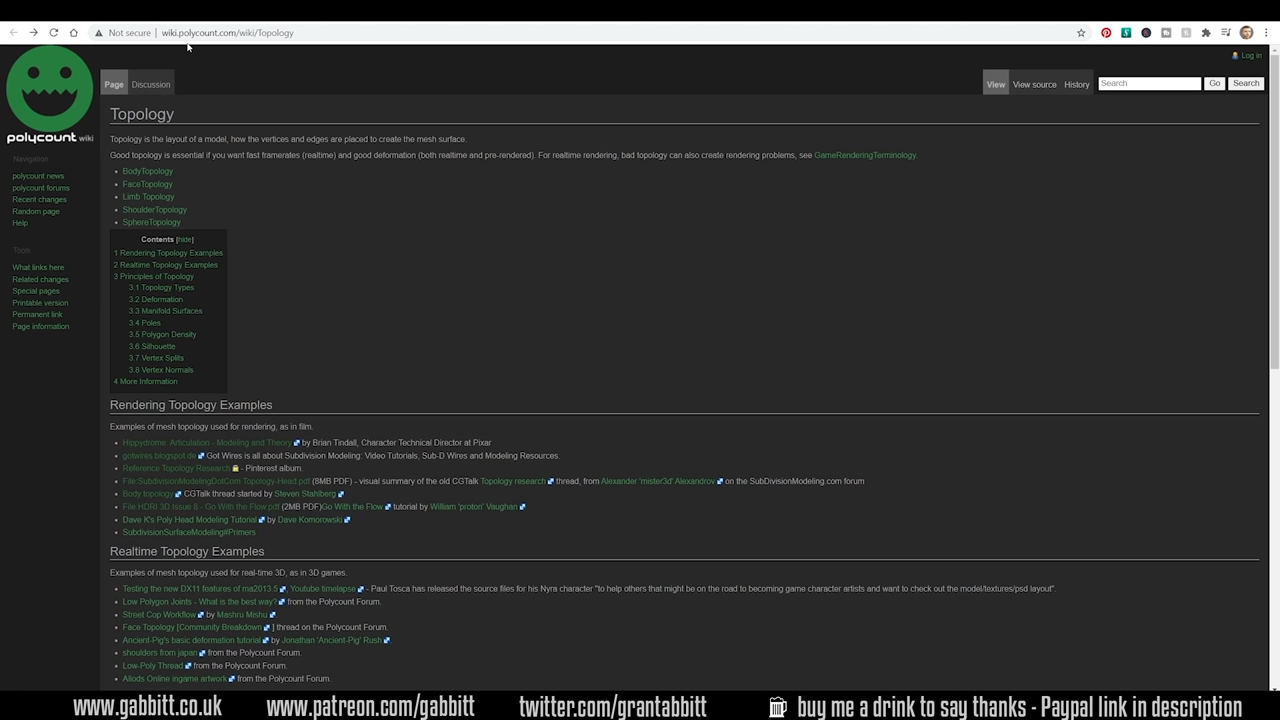 Not secure | wiki.polycount.com/wiki/Topology
Log in
Page Discussion View View source History Search Go Search
polycount wiki
Topology
Topology is the layout of a model, how the vertices and edges are placed to create the mesh surface.
Good topology is essential if you want fast framerates (realtime) and good deformation (both realtime and pre-rendered). For realtime rendering, bad topology can also create rendering problems, see GameRenderingTerminology.
BodyTopology
FaceTopology
Limb Topology
ShoulderTopology
SphereTopology
Navigation
polycount news
polycount forums
Recent changes
Random page
Help
Tools
What links here
Related changes
Special pages
Printable version
Permanent link
Page information
Contents [hide]
1 Rendering Topology Examples
2 Realtime Topology Examples
3 Principles of Topology
3.1 Topology Types
3.2 Deformation
3.3 Manifold Surfaces
3.4 Poles
3.5 Polygon Density
3.6 Silhouette
3.7 Vertex Splits
3.8 Vertex Normals
4 More Information
Rendering Topology Examples
Examples of mesh topology used for rendering, as in film.
Hippydrome Articulation - Modeling and Theory by Brian Tindall, Character Technical Director at Pixar
gotwires.blogspot.de Got Wires is all about Subdivision Modeling: Video Tutorials, Sub-D Wires and Modeling Resources.
Reference Topology Research - Pinterest album.
File:SubdivisionModelingDotCom Topology-Head.pdf (8MB PDF) - visual summary of the old CGTalk Topology research thread, from Alexander 'mister3d' Alexandrov on the SubDivisionModeling.com forum
Body topology CGTalk thread started by Steven Stahlberg
File HDRI 3D Issue 6 - Go With the Flow.pdf (2MB PDF)Go With the Flow tutorial by William 'proton' Vaughan
Dave K's Poly Head Modeling Tutorial by Dave Komorowski
SubdivisionSurfaceModeling#Primers
Realtime Topology Examples
Examples of mesh topology used for real-time 3D, as in 3D games.
Testing the new DX11 features of ma2013.5, Youtube timelapse - Paul Tosca has released the source files for his Nyra character "to help others that might be on the road to becoming game character artists and want to check out the model/textures/psd layout".
Low Polygon Joints - What is the best way? from the Polycount Forum.
Street Cop Workflow by Mashru Mishu.
Face Topology [Community Breakdown ] thread on the Polycount Forum.
Ancient-Pig's basic deformation tutorial by Jonathan 'Ancient-Pig' Rush
shoulders from japan from the Polycount Forum.
Low-Poly Thread from the Polycount Forum.
Allods Online ingame artwork from the Polycount Forum.
www.gabbitt.co.uk www.patreon.com/gabbitt twitter.com/grantabbitt buy me a drink to say thanks - Paypal link in description